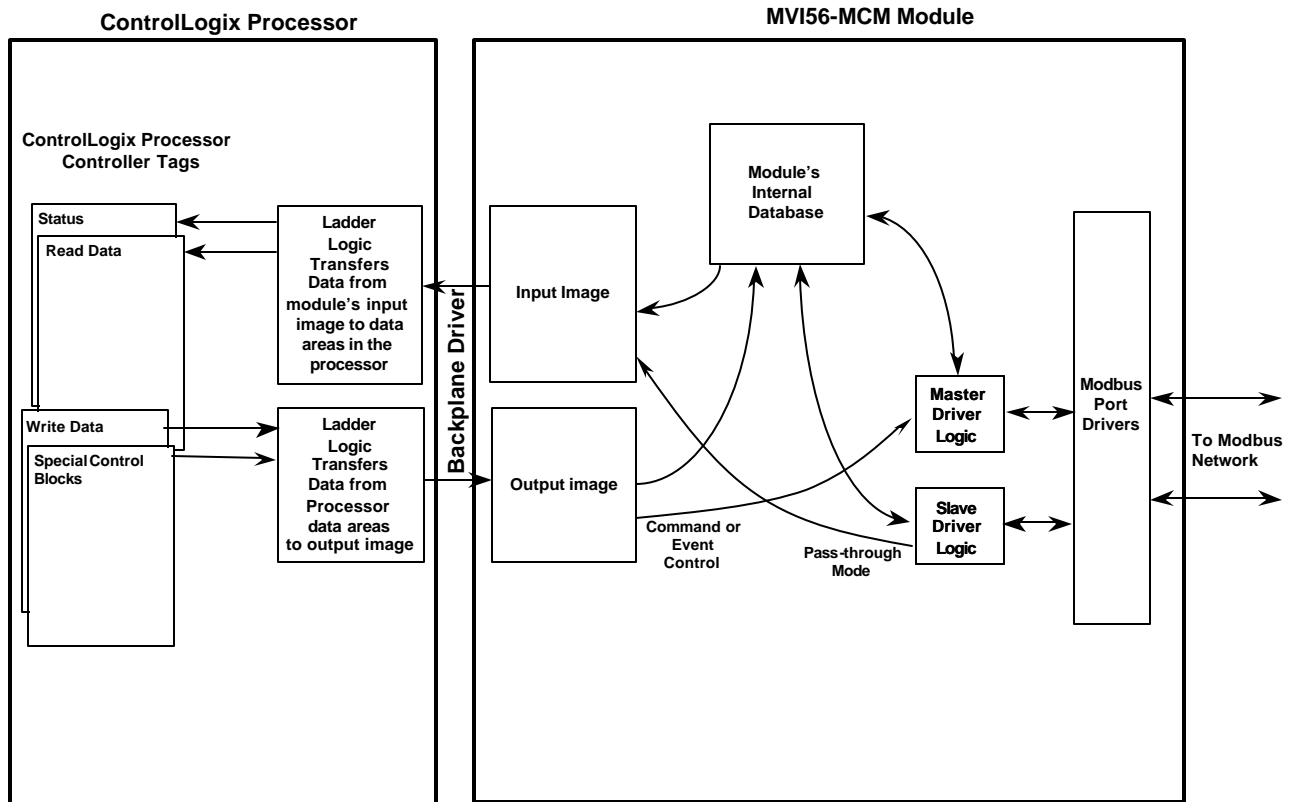 ControlLogix Processor
MVI56-MCM Module
ControlLogix Processor
Controller Tags
Status
Read Data
Write Data
Special Control
Blocks
Ladder
Logic
Transfers
Data from
module's input
image to data
areas in the
processor
Ladder
Logic
Transfers
Data from
Processor
data areas
to output image
Backplane Driver
Input Image
Output image
Module's
Internal
Database
Command or
Event
Control
Pass-through
Mode
Master
Driver
Logic
Slave
Driver
Logic
Modbus
Port
Drivers
To Modbus
Network